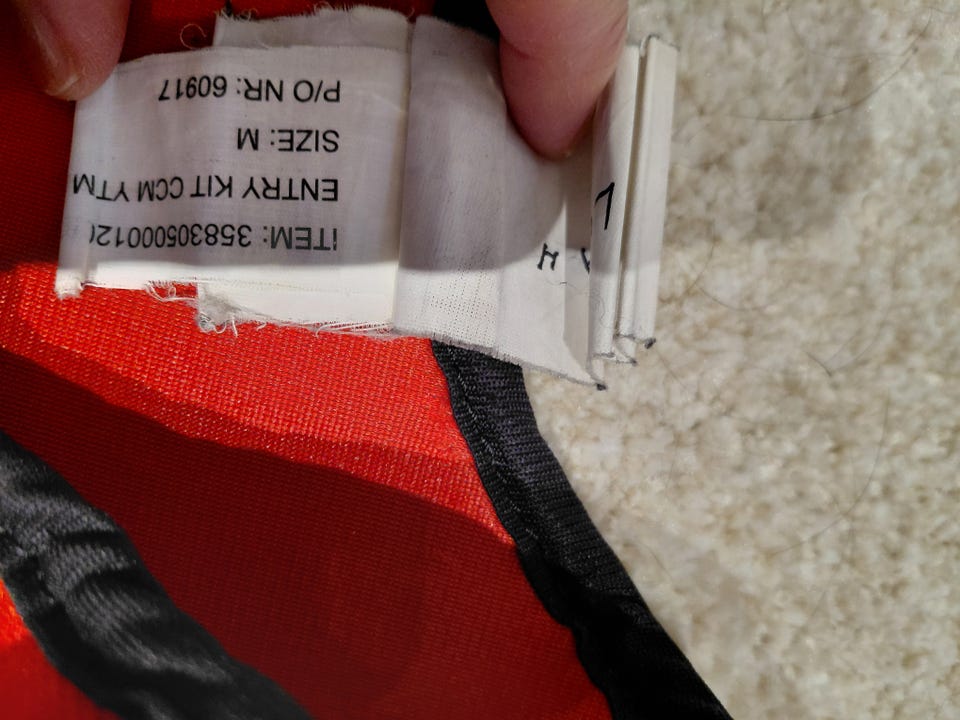 ITEM: 35830500012
ENTRY KIT CCM YTM
SIZE: M
P/O NR: 60917